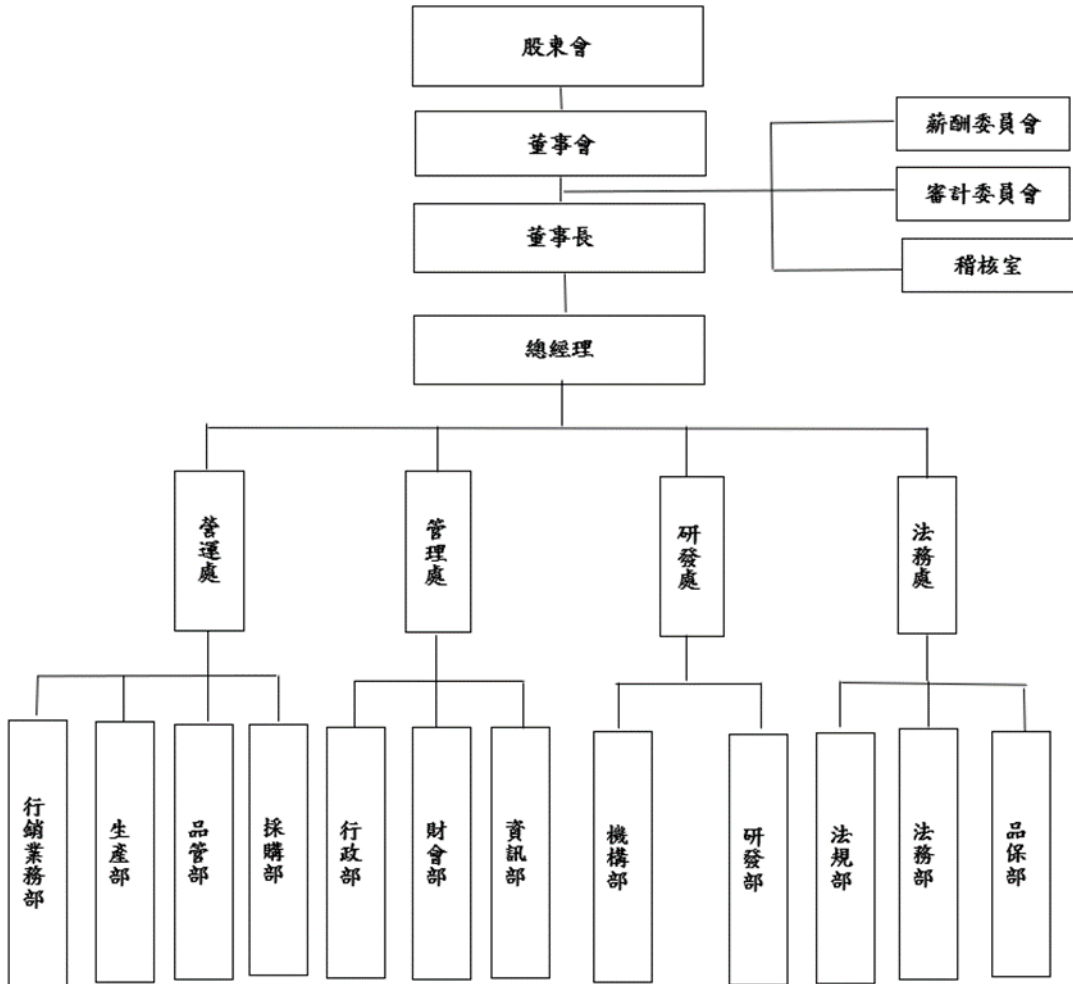 股東會
董事會
薪酬委員會
審計委員會
董事長
稽核室
總經理
營運處
管理處
研發處
法務處
行銷業務部
生產部
品管部
採購部
行政部
財會部
資訊部
機構部
研發部
法規部
法務部
品保部